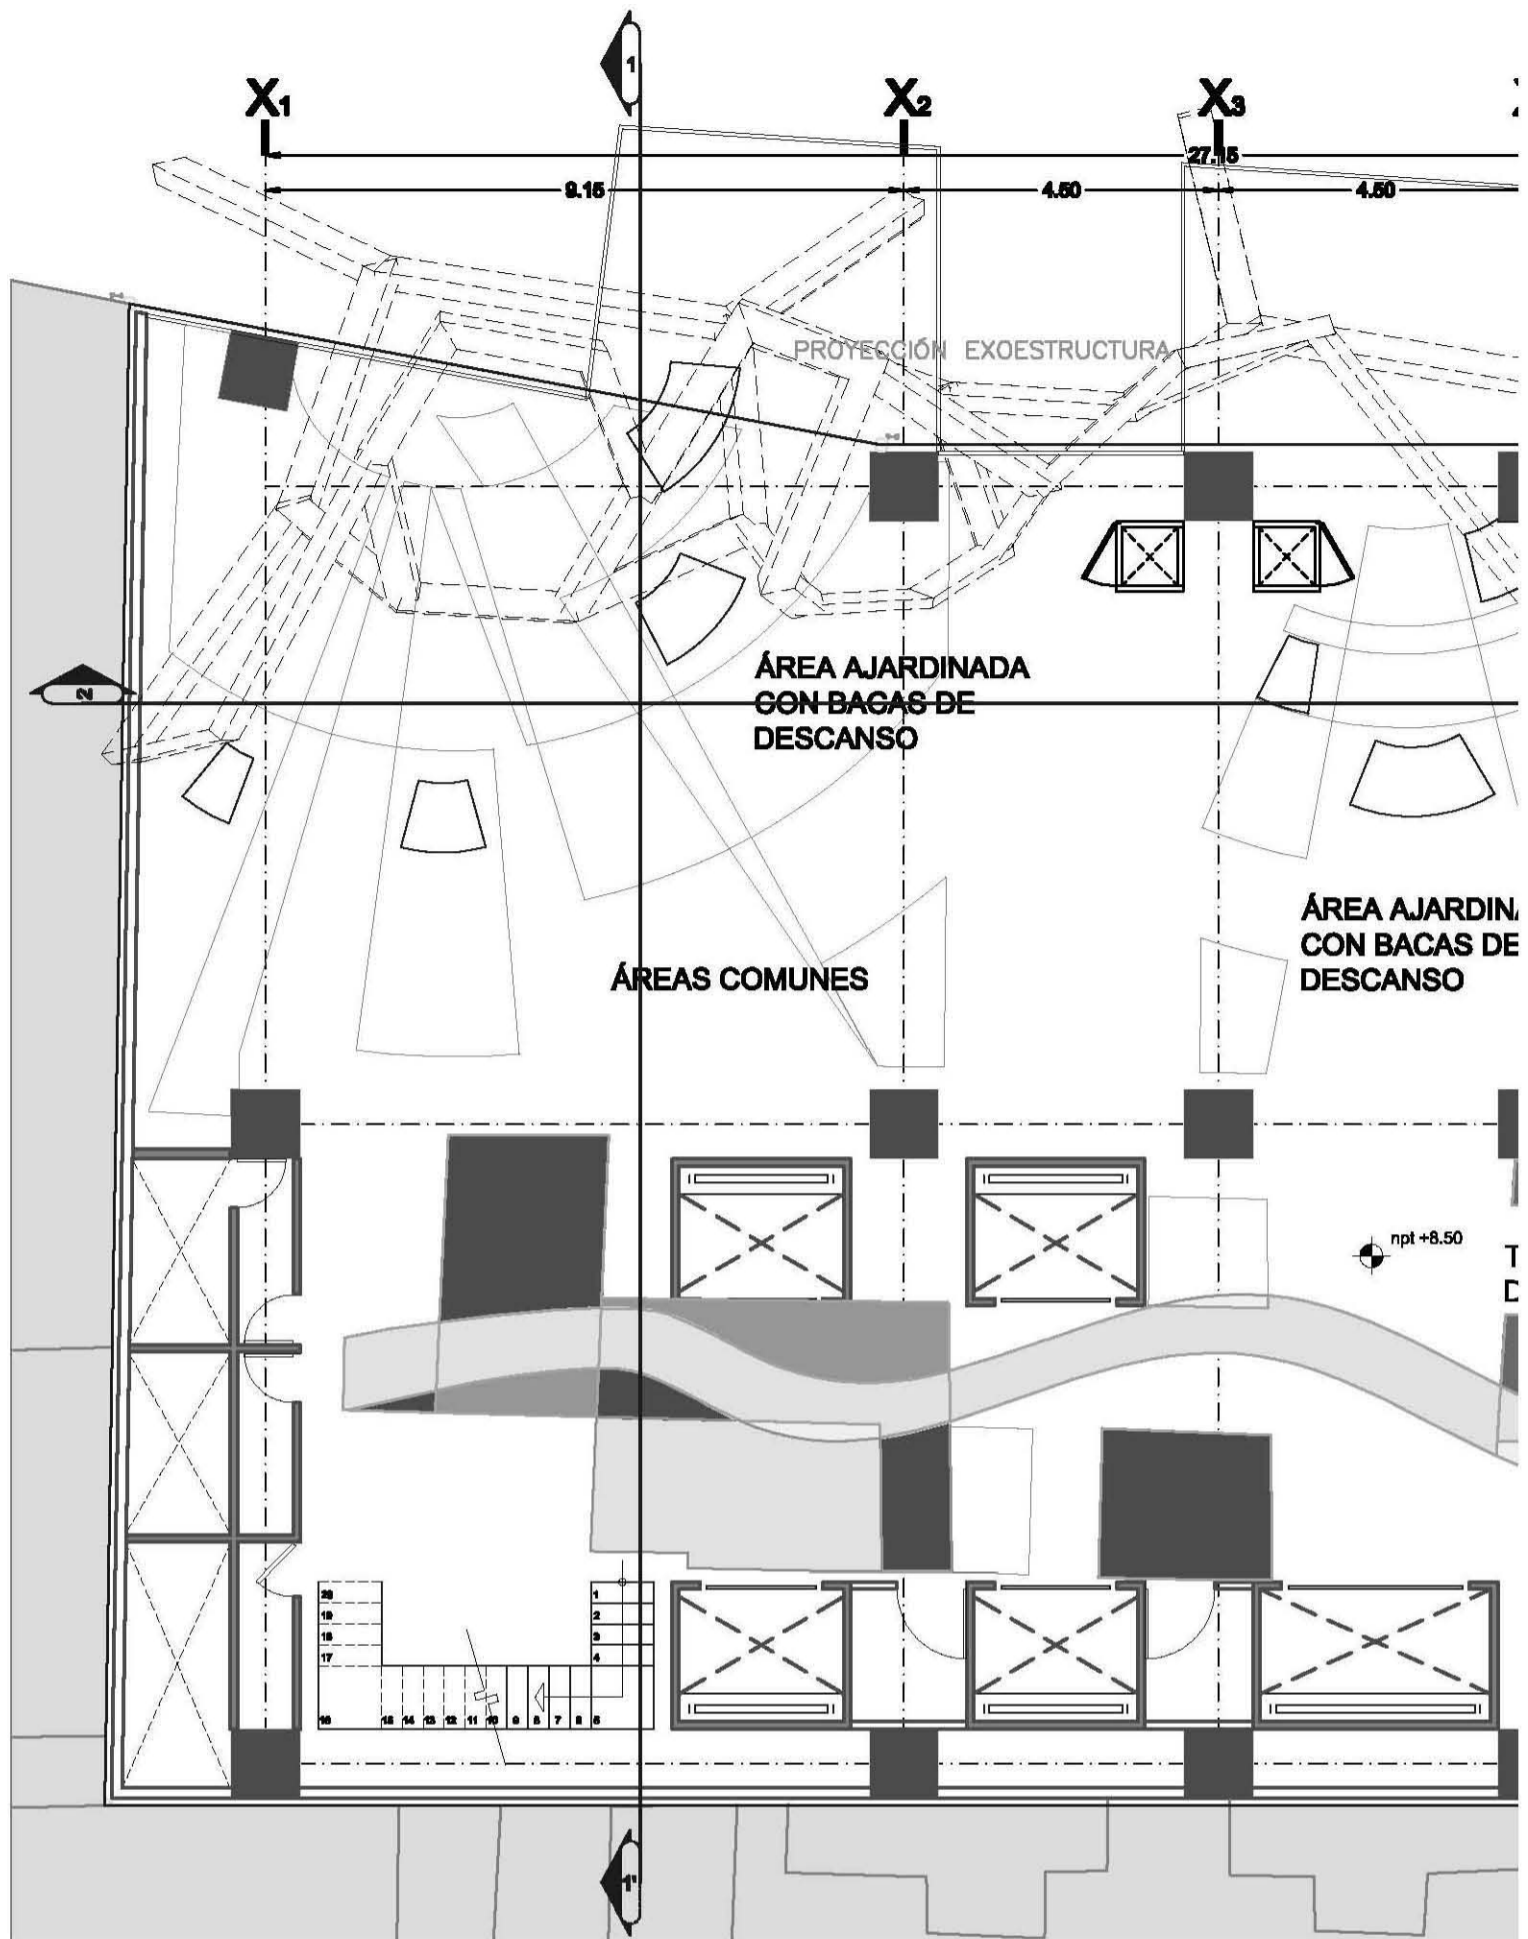 1
X1
X2
X3
27.15
9.15
4.50
4.50
PROYECCIÓN EXOESTRUCTURA
2
ÁREA AJARDINADA
CON BACAS DE
DESCANSO
ÁREA AJARDINA
CON BACAS DE
DESCANSO
ÁREAS COMUNES
npt +8.50
T
D
20
19
18
17
16
15
14
13
12
11
10
9
8
7
6
5
1
2
3
4
1'